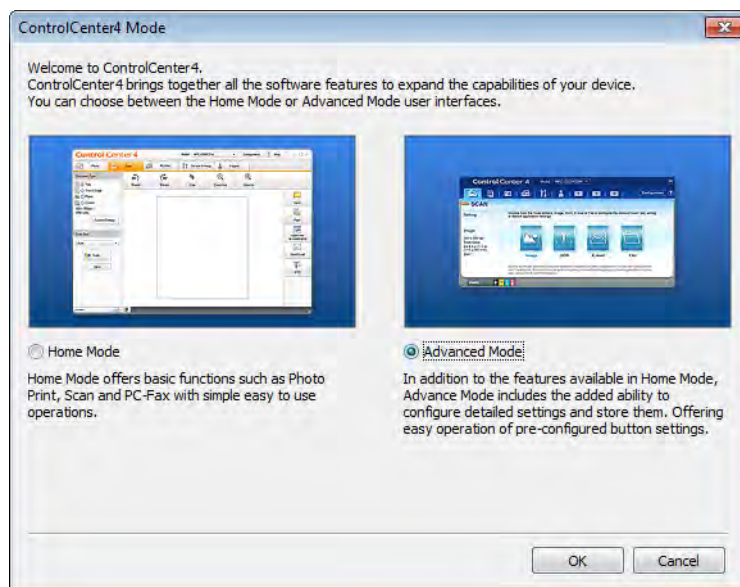 ControlCenter4 Mode
Welcome to ControlCenter4.
ControlCenter4 brings together all the software features to expand the capabilities of your device.
You can choose between the Home Mode or Advanced Mode user interfaces.
Control Center 4
Control Center 4
SCAN
Home Mode
Home Mode offers basic functions such as Photo
Print, Scan and PC-Fax with simple easy to use
operations.
Advanced Mode
In addition to the features available in Home Mode,
Advance Mode includes the added ability to
configure detailed settings and store them. Offering
easy operation of pre-configured button settings.
OK
Cancel